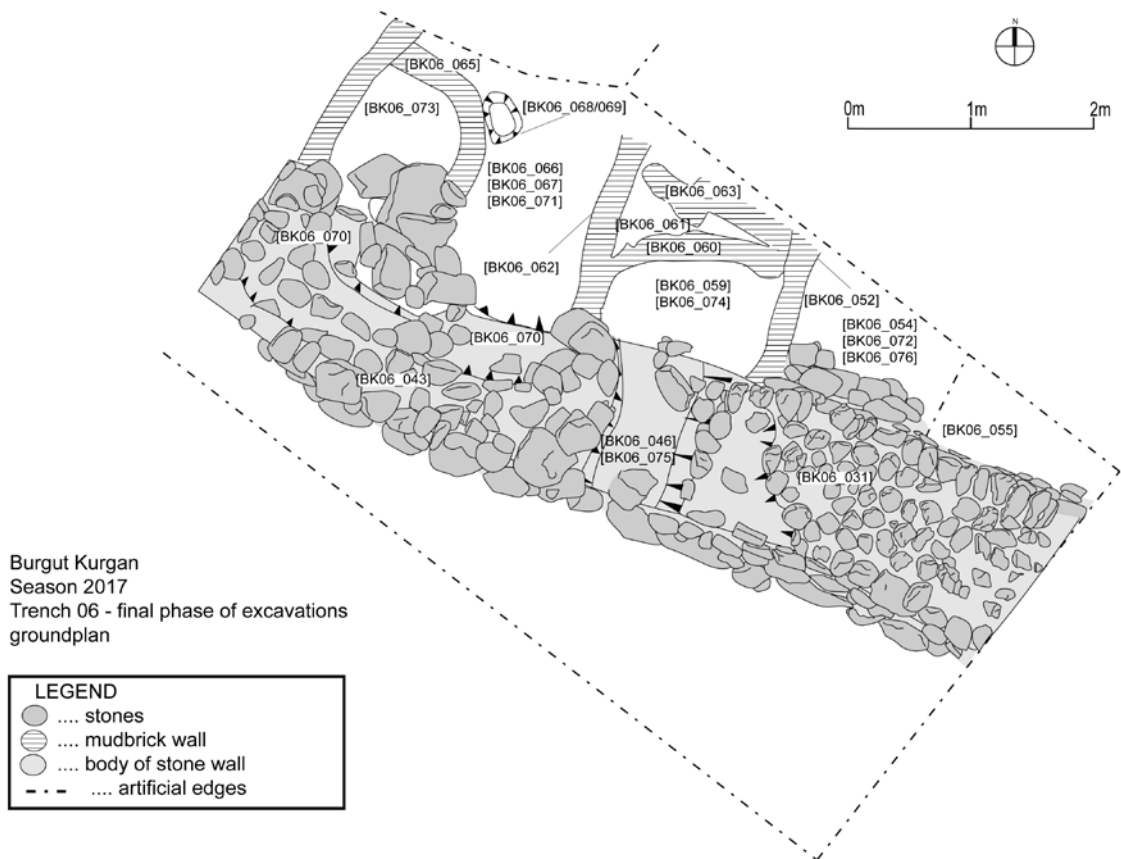 N
0m 1m 2m
[BK06_065]
[BK06_073]
[BK06_068/069]
[BK06_066]
[BK06_067]
[BK06_071]
[BK06_063]
[BK06_061]
[BK06_070]
[BK06_060]
[BK06_062]
[BK06_059]
[BK06_074]
[BK06_052]
[BK06_054]
[BK06_072]
[BK06_076]
[BK06_070]
[BK06_043]
[BK06_055]
[BK06_046]
[BK06_075]
[BK06_031]
Burgut Kurgan
Season 2017
Trench 06 - final phase of excavations
groundplan
LEGEND
.... stones
.... mudbrick wall
.... body of stone wall
.... artificial edges